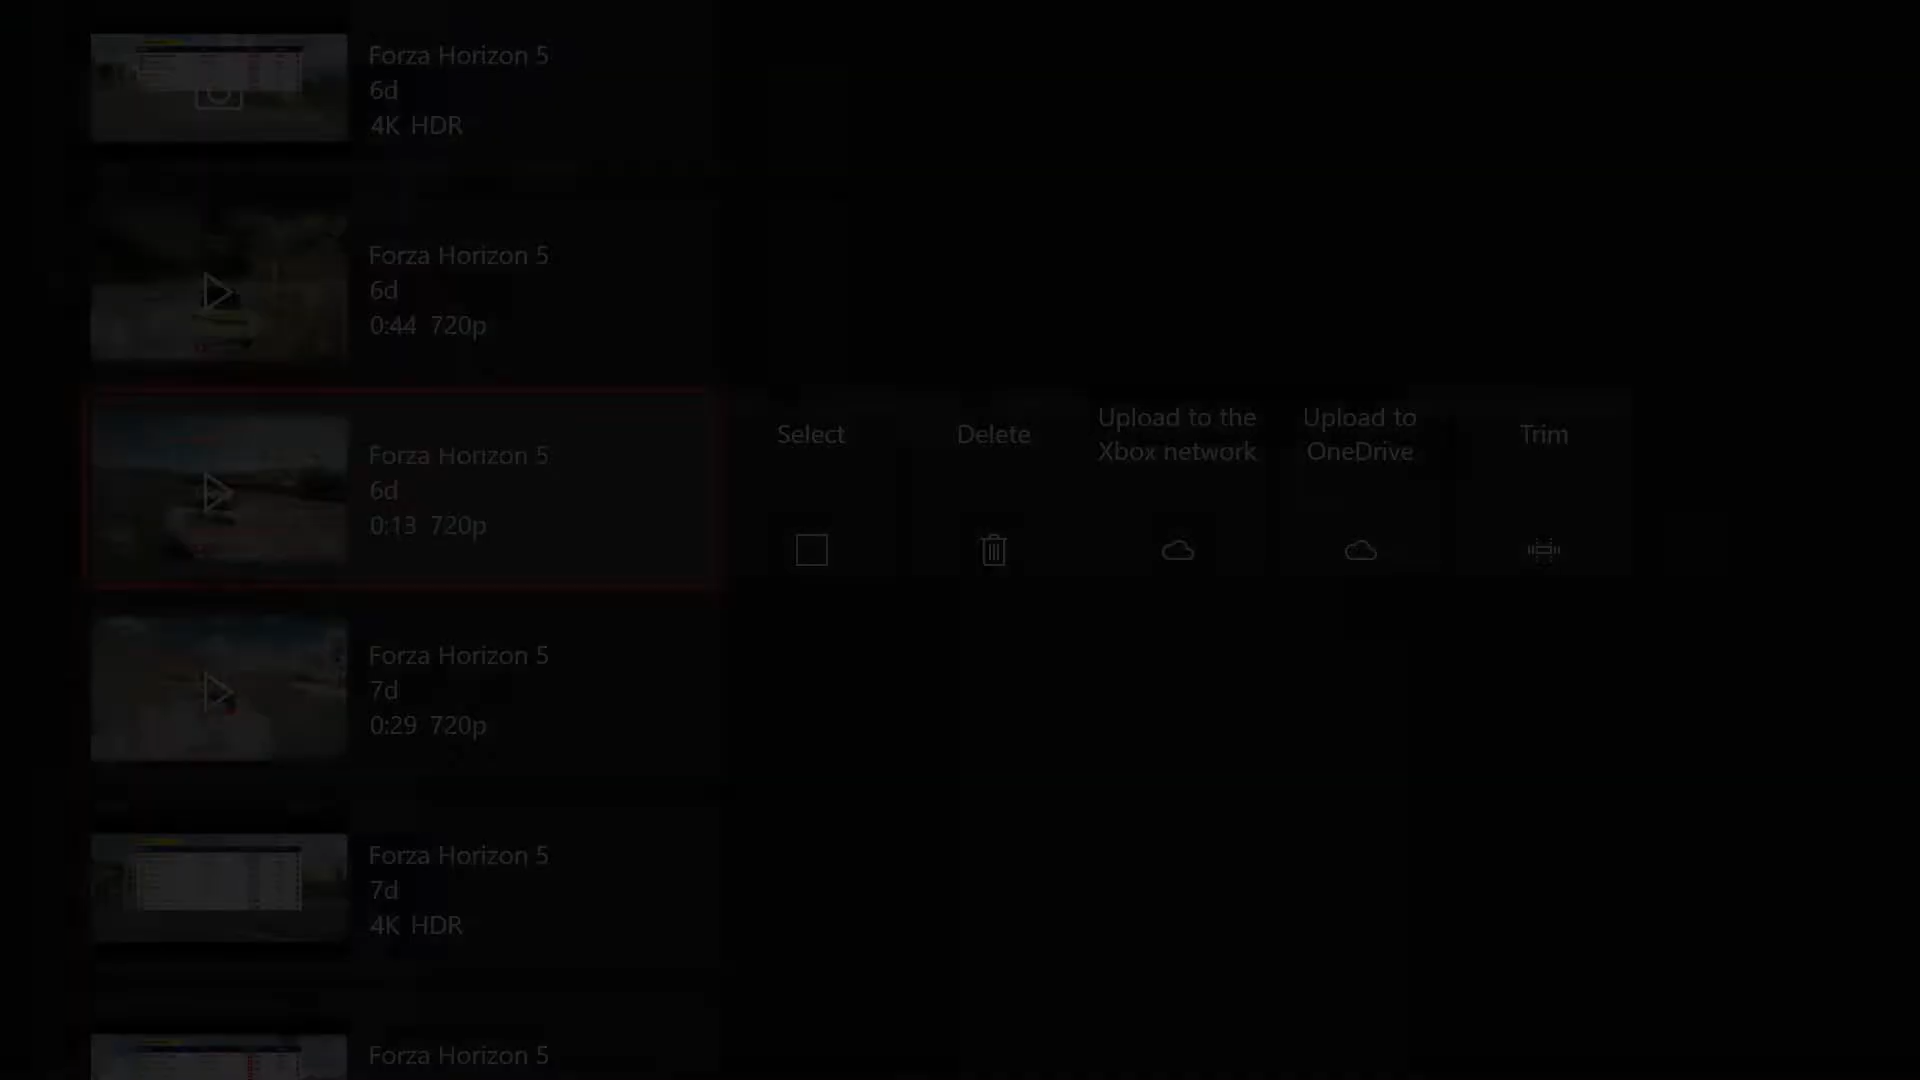 Forza Horizon 5
6d
4K HDR
Forza Horizon 5
6d
0:44 720p
Forza Horizon 5
6d
0:13 720p
Select
Delete
Upload to the
Xbox network
Upload to
OneDrive
Trim
Forza Horizon 5
7d
0:29 720p
Forza Horizon 5
7d
4K HDR
Forza Horizon 5